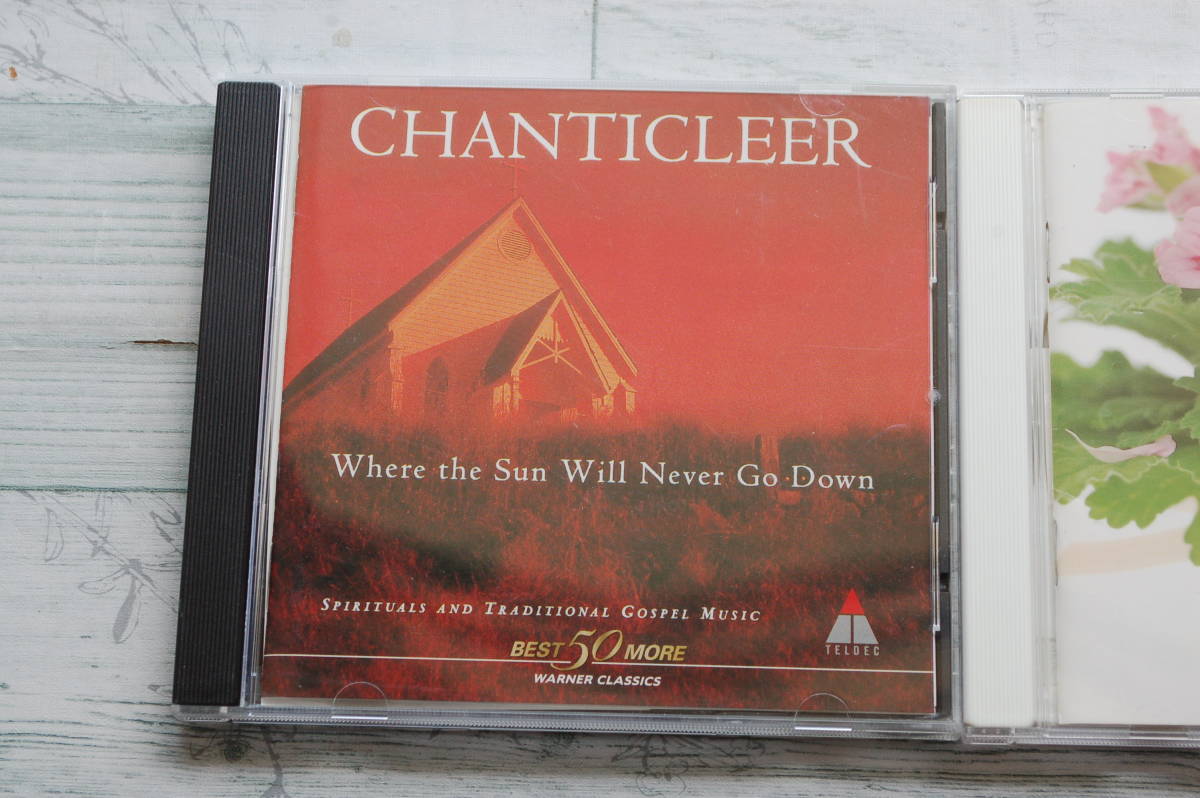 CHANTICLEER
Where the Sun Will Never Go Down
SPIRITUALS AND TRADITIONAL GOSPEL MUSIC
TELDEC
BEST 50 MORE
WARNER CLASSICS